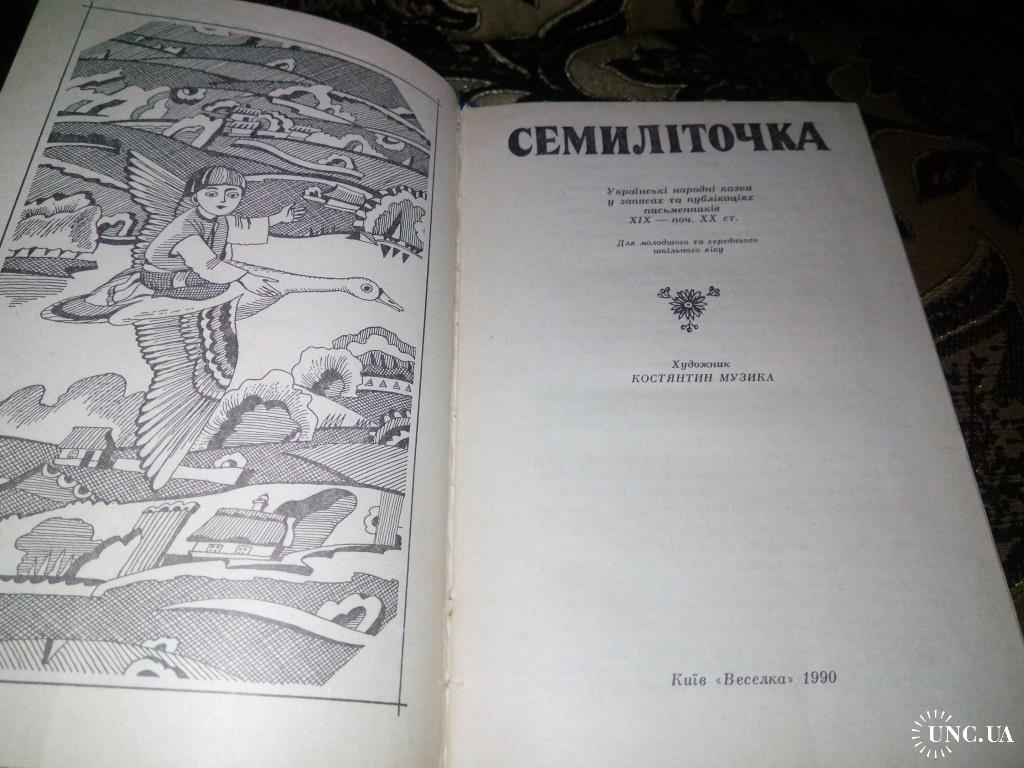 СЕМИЛІТОЧКА
Українські народні казки
у записах та публікаціях
письменників
XIX — поч. XX ст.
Для молодшого та середнього
шкільного віку
Художник
КОСТЯНТИН МУЗИКА
Київ «Веселка» 1990
UNC.UA